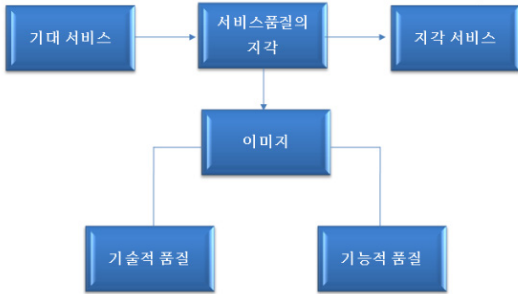 기대 서비스
서비스품질의
지각
지각 서비스
이미지
기술적 품질
기능적 품질